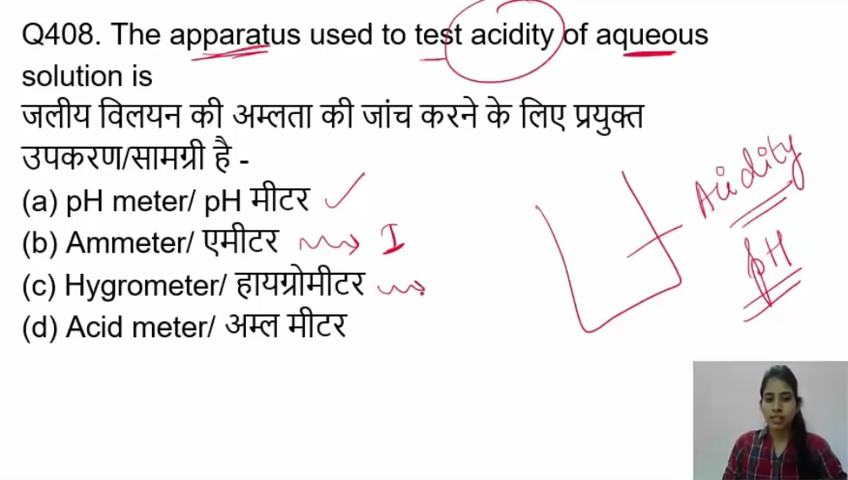 Q408. The apparatus used to test acidity of aqueous
solution is
जलीय विलयन की अम्लता की जांच करने के लिए प्रयुक्त
उपकरण/सामग्री है -
(a) pH meter/ pH मीटर
(b) Ammeter/ एमीटर I
(c) Hygrometer/ हायग्रोमीटर
(d) Acid meter/ अम्ल मीटर
Acidity
pH